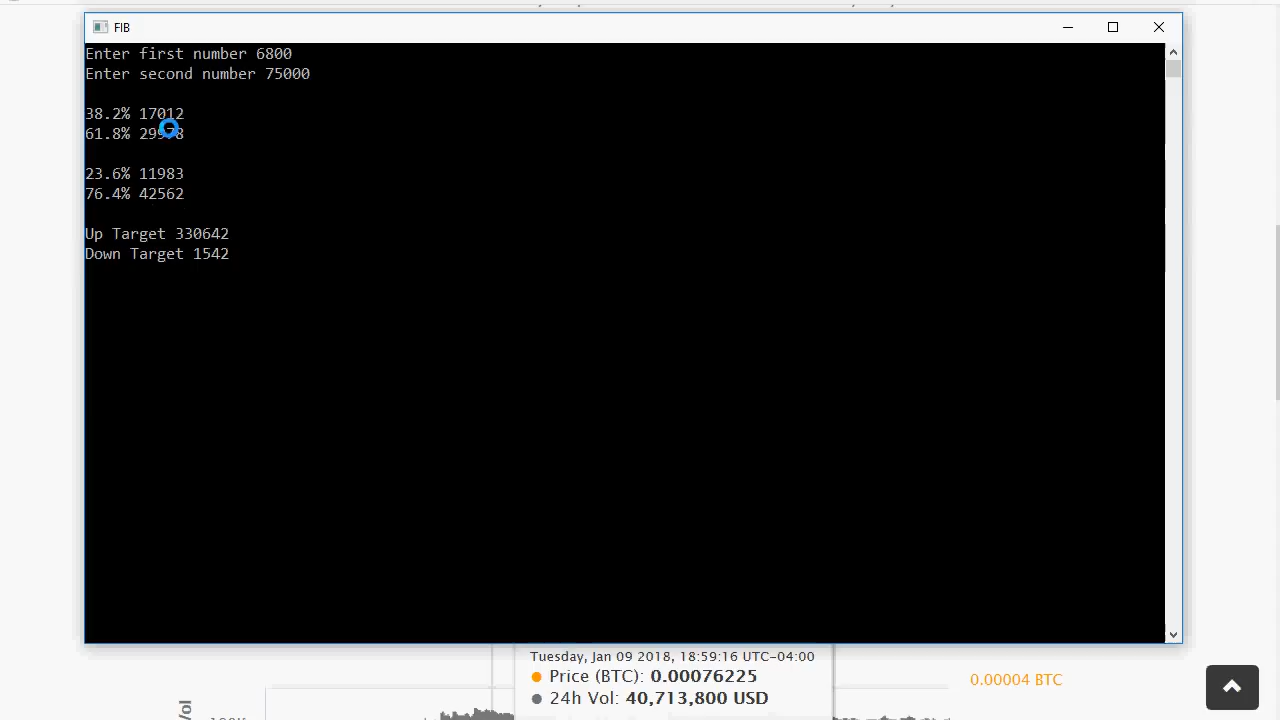 FIB
Enter first number 6800
Enter second number 75000
38.2% 17012
61.8%
23.6% 11983
76.4% 42562
Up Target 330642
Down Target 1542
Tuesday, Jan 09 2018, 18:59:16 UTC-04:00
Price (BTC): 0.00076225
24h Vol: 40,713,800 USD
0.00004 BTC